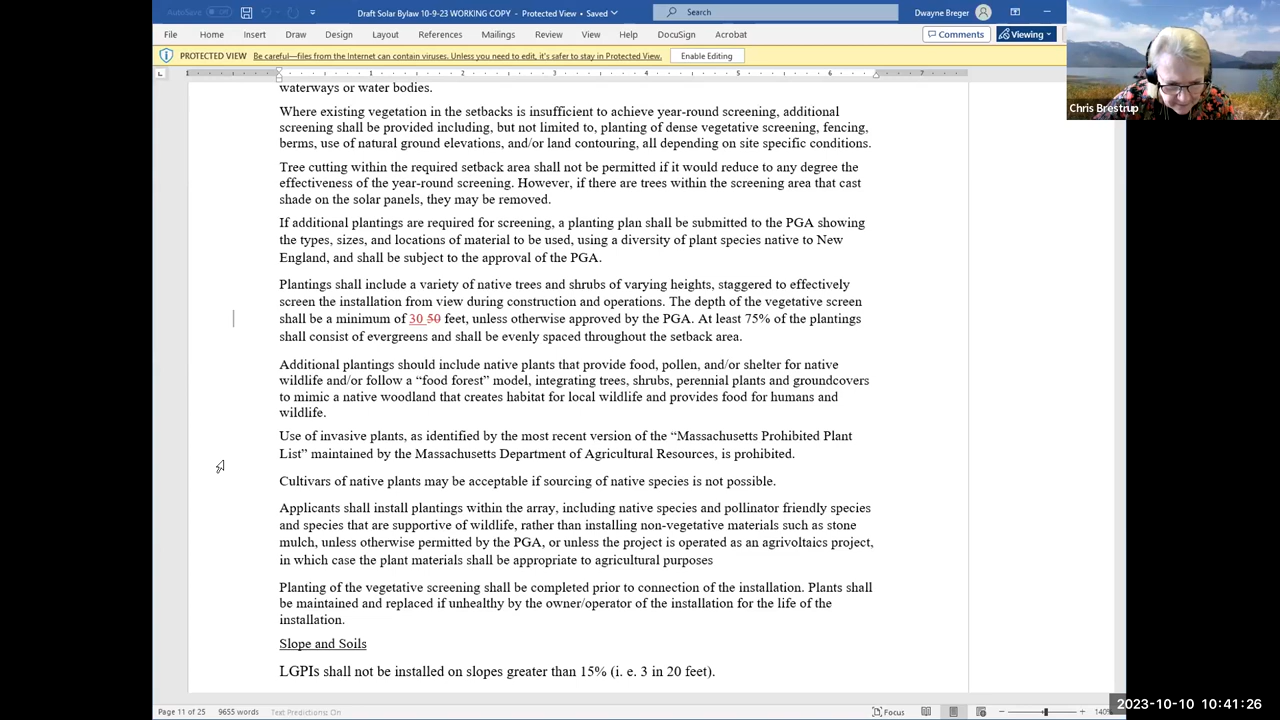 AutoSave Off Draft Solar Bylaw 10-9-23 WORKING COPY - Protected View • Saved Search Dwayne Breger
File Home Insert Draw Design Layout References Mailings Review View Help DocuSign Acrobat Comments Viewing
PROTECTED VIEW Be careful—files from the Internet can contain viruses. Unless you need to edit, it's safer to stay in Protected View. Enable Editing
Chris Brestrup
1 1 2 3 4 5 6 7
waterways or water bodies.
Where existing vegetation in the setbacks is insufficient to achieve year-round screening, additional
screening shall be provided including, but not limited to, planting of dense vegetative screening, fencing,
berms, use of natural ground elevations, and/or land contouring, all depending on site specific conditions.
Tree cutting within the required setback area shall not be permitted if it would reduce to any degree the
effectiveness of the year-round screening. However, if there are trees within the screening area that cast
shade on the solar panels, they may be removed.
If additional plantings are required for screening, a planting plan shall be submitted to the PGA showing
the types, sizes, and locations of material to be used, using a diversity of plant species native to New
England, and shall be subject to the approval of the PGA.
Plantings shall include a variety of native trees and shrubs of varying heights, staggered to effectively
screen the installation from view during construction and operations. The depth of the vegetative screen
shall be a minimum of 30 50 feet, unless otherwise approved by the PGA. At least 75% of the plantings
shall consist of evergreens and shall be evenly spaced throughout the setback area.
Additional plantings should include native plants that provide food, pollen, and/or shelter for native
wildlife and/or follow a “food forest” model, integrating trees, shrubs, perennial plants and groundcovers
to mimic a native woodland that creates habitat for local wildlife and provides food for humans and
wildlife.
Use of invasive plants, as identified by the most recent version of the “Massachusetts Prohibited Plant
List” maintained by the Massachusetts Department of Agricultural Resources, is prohibited.
Cultivars of native plants may be acceptable if sourcing of native species is not possible.
Applicants shall install plantings within the array, including native species and pollinator friendly species
and species that are supportive of wildlife, rather than installing non-vegetative materials such as stone
mulch, unless otherwise permitted by the PGA, or unless the project is operated as an agrivoltaics project,
in which case the plant materials shall be appropriate to agricultural purposes
Planting of the vegetative screening shall be completed prior to connection of the installation. Plants shall
be maintained and replaced if unhealthy by the owner/operator of the installation for the life of the
installation.
Slope and Soils
LGPIs shall not be installed on slopes greater than 15% (i. e. 3 in 20 feet).
Page 11 of 25 9655 words Text Predictions: On Focus 140%
2023-10-10 10:41:26